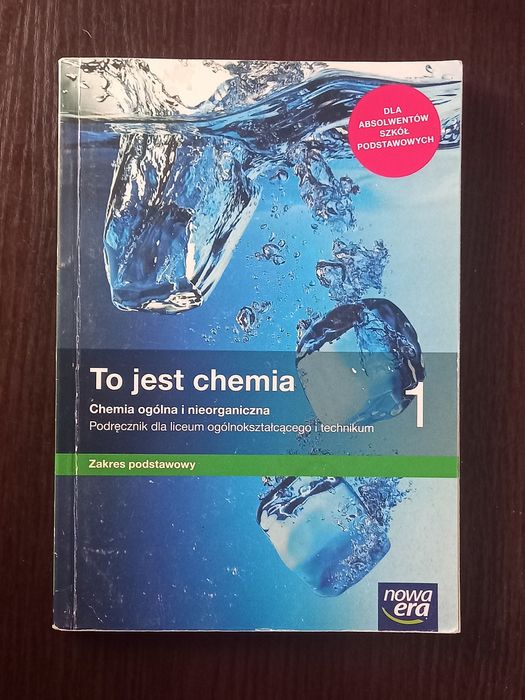 DLA
ABSOLWENTÓW
SZKÓŁ
PODSTAWOWYCH
To jest chemia
1
Chemia ogólna i nieorganiczna
Podręcznik dla liceum ogólnokształcącego i technikum
Zakres podstawowy
nowa
era